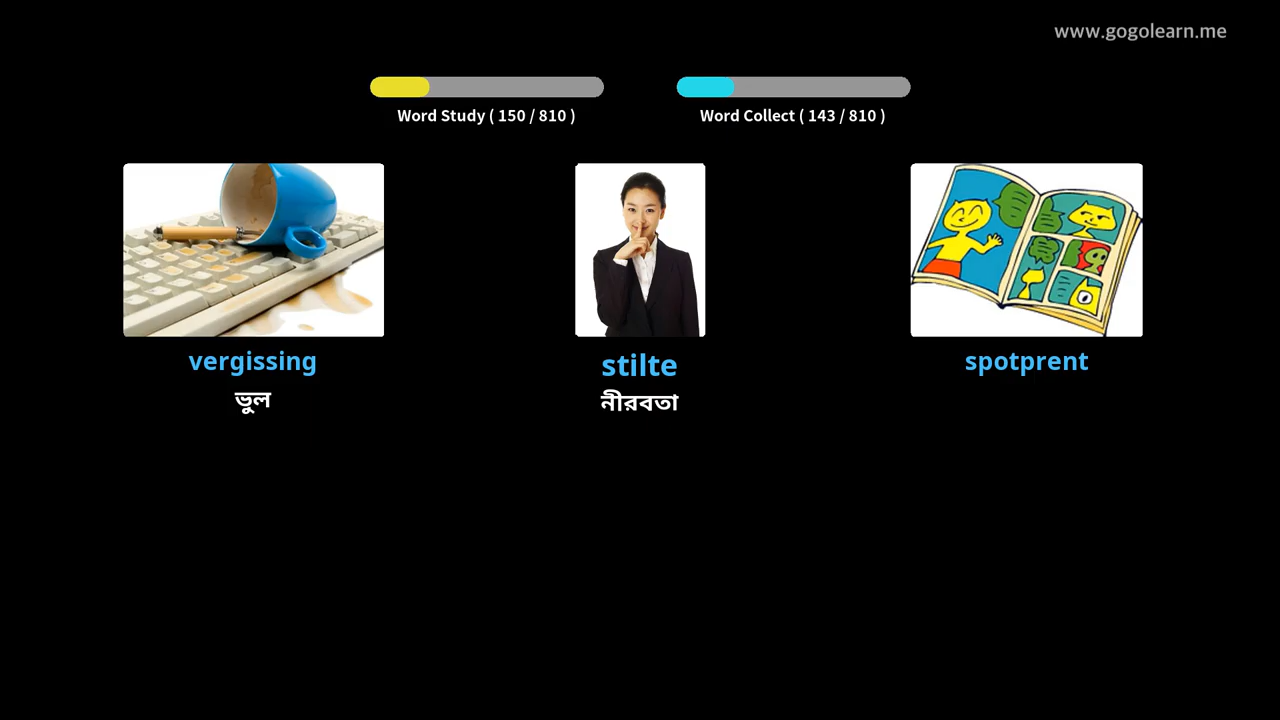 www.gogolearn.me
Word Study ( 150 / 810 )
Word Collect ( 143 / 810 )
vergissing
stilte
spotprent
ভুল
নীরবতা